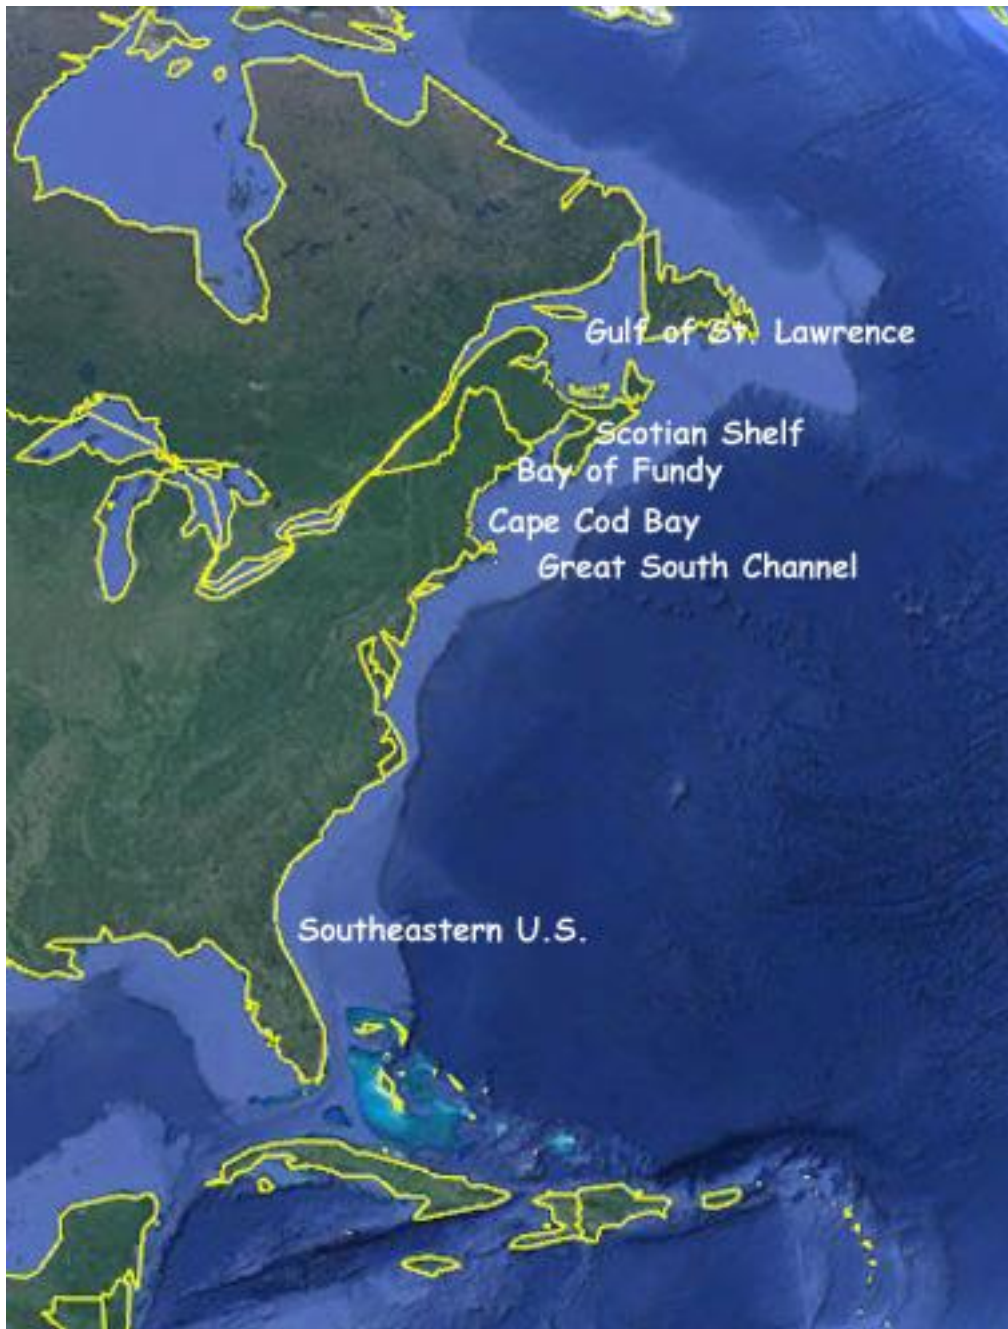 Gulf of St. Lawrence
Scotian Shelf
Bay of Fundy
Cape Cod Bay
Great South Channel
Southeastern U.S.